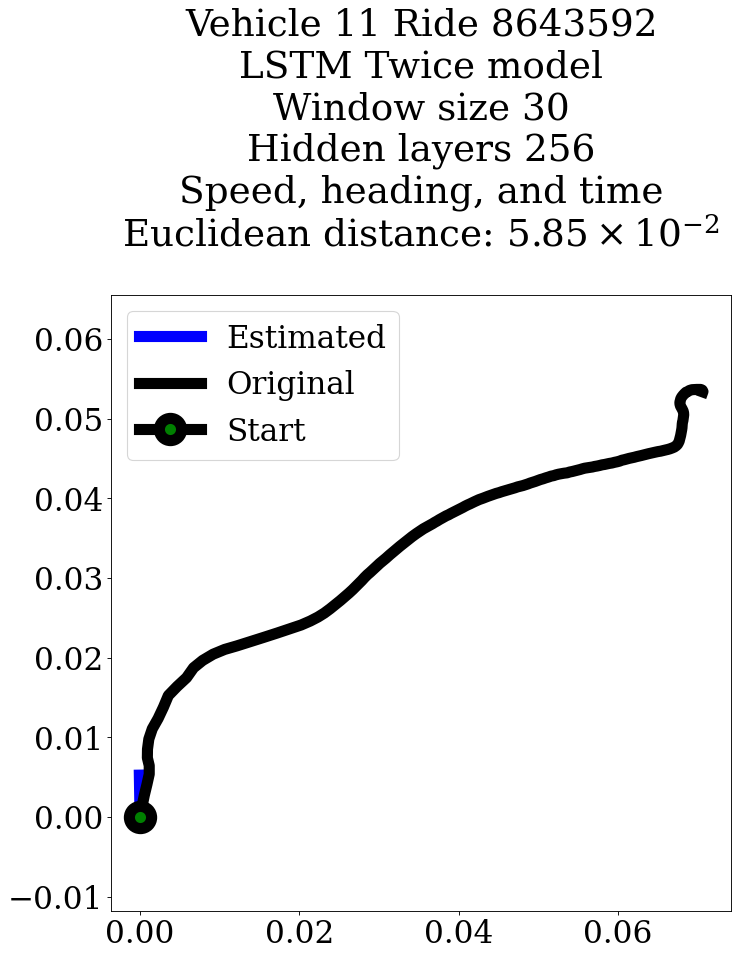 Vehicle 11 Ride 8643592
LSTM Twice model
Window size 30
Hidden layers 256
Speed, heading, and time
Euclidean distance: 5.85 × 10⁻²
Estimated
Original
Start
0.06
0.05
0.04
0.03
0.02
0.01
0.00
−0.01
0.00 0.02 0.04 0.06